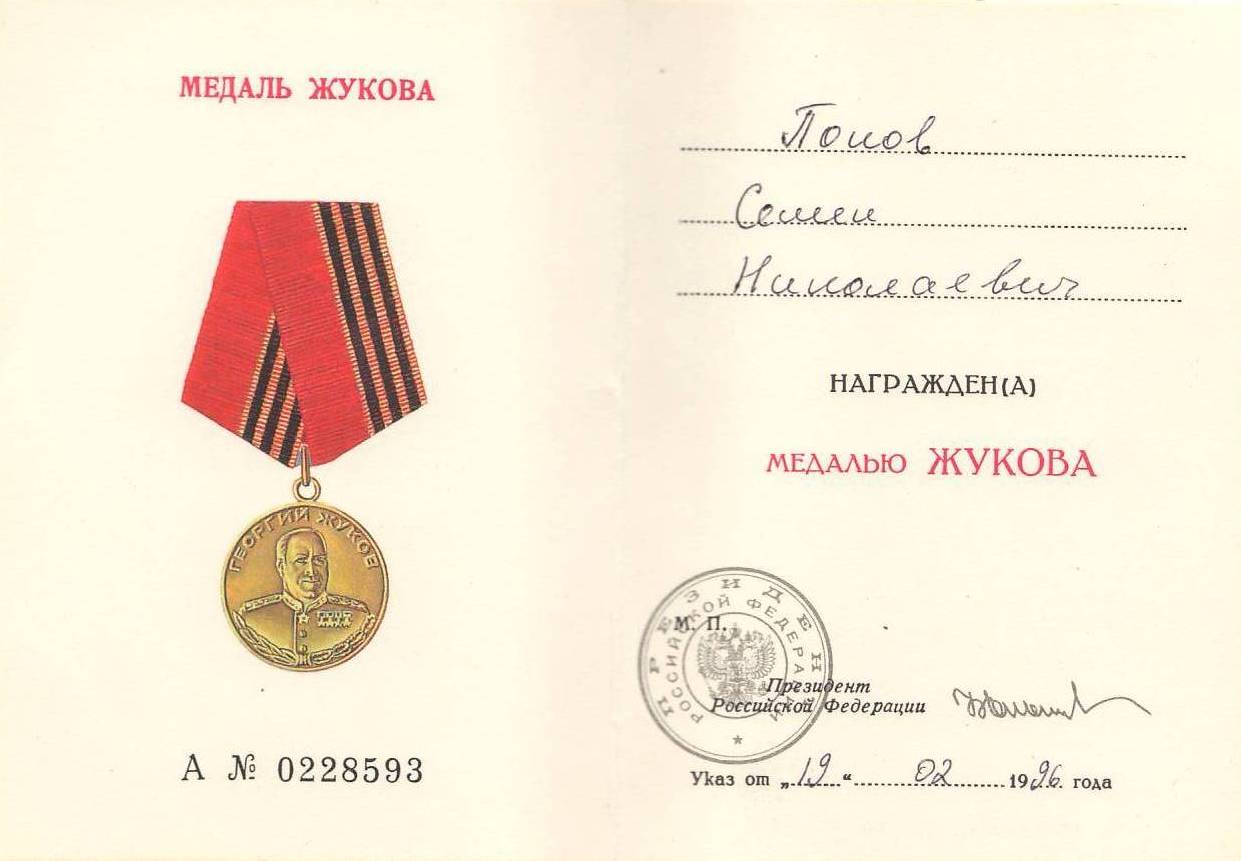 МЕДАЛЬ ЖУКОВА
ГЕОРГИЙ ЖУКОВ
А № 0228593
Попов
Семен
Николаевич
НАГРАЖДЕН(А)
МЕДАЛЬЮ ЖУКОВА
ПРЕЗИДЕНТ
РОССИЙСКОЙ ФЕДЕРАЦИИ
М. П.
Президент
Российской Федерации
Указ от „19“ 02 1996. года